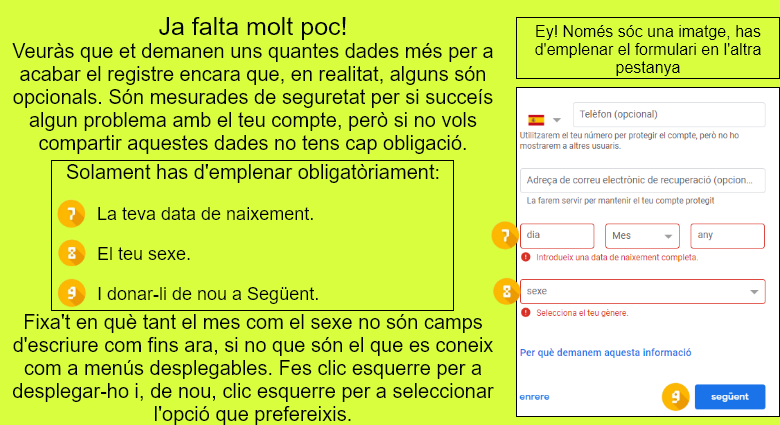 Ja falta molt poc!
Veuràs que et demanen uns quantes dades més per a
acabar el registre encara que, en realitat, alguns són
opcionals. Són mesurades de seguretat per si succeís
algun problema amb el teu compte, però si no vols
compartir aquestes dades no tens cap obligació.
Solament has d'emplenar obligatòriament:
7 La teva data de naixement.
8 El teu sexe.
9 I donar-li de nou a Següent.
Fixa't en què tant el mes com el sexe no són camps
d'escriure com fins ara, si no que són el que es coneix
com a menús desplegables. Fes clic esquerre per a
desplegar-ho i, de nou, clic esquerre per a seleccionar
l'opció que prefereixis.
Ey! Només sóc una imatge, has
d'emplenar el formulari en l'altra
pestanya
Telèfon (opcional)
Utilitzarem el teu número per protegir el compte, però no ho
mostrarem a altres usuaris.
Adreça de correu electrònic de recuperació (opcion...
La farem servir per mantenir el teu compte protegit
7 dia Mes any
Introdueix una data de naixement completa.
8 sexe
Selecciona el teu gènere.
Per què demanem aquesta informació
enrere 9 següent